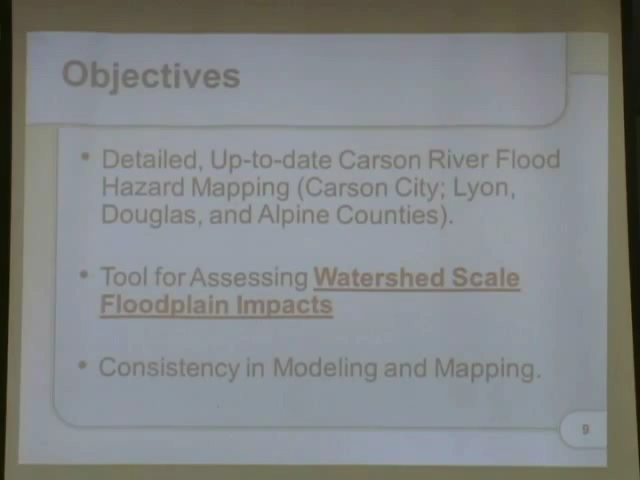 Objectives
• Detailed, Up-to-date Carson River Flood
Hazard Mapping (Carson City; Lyon,
Douglas, and Alpine Counties).
• Tool for Assessing Watershed Scale
Floodplain Impacts
• Consistency in Modeling and Mapping.
9